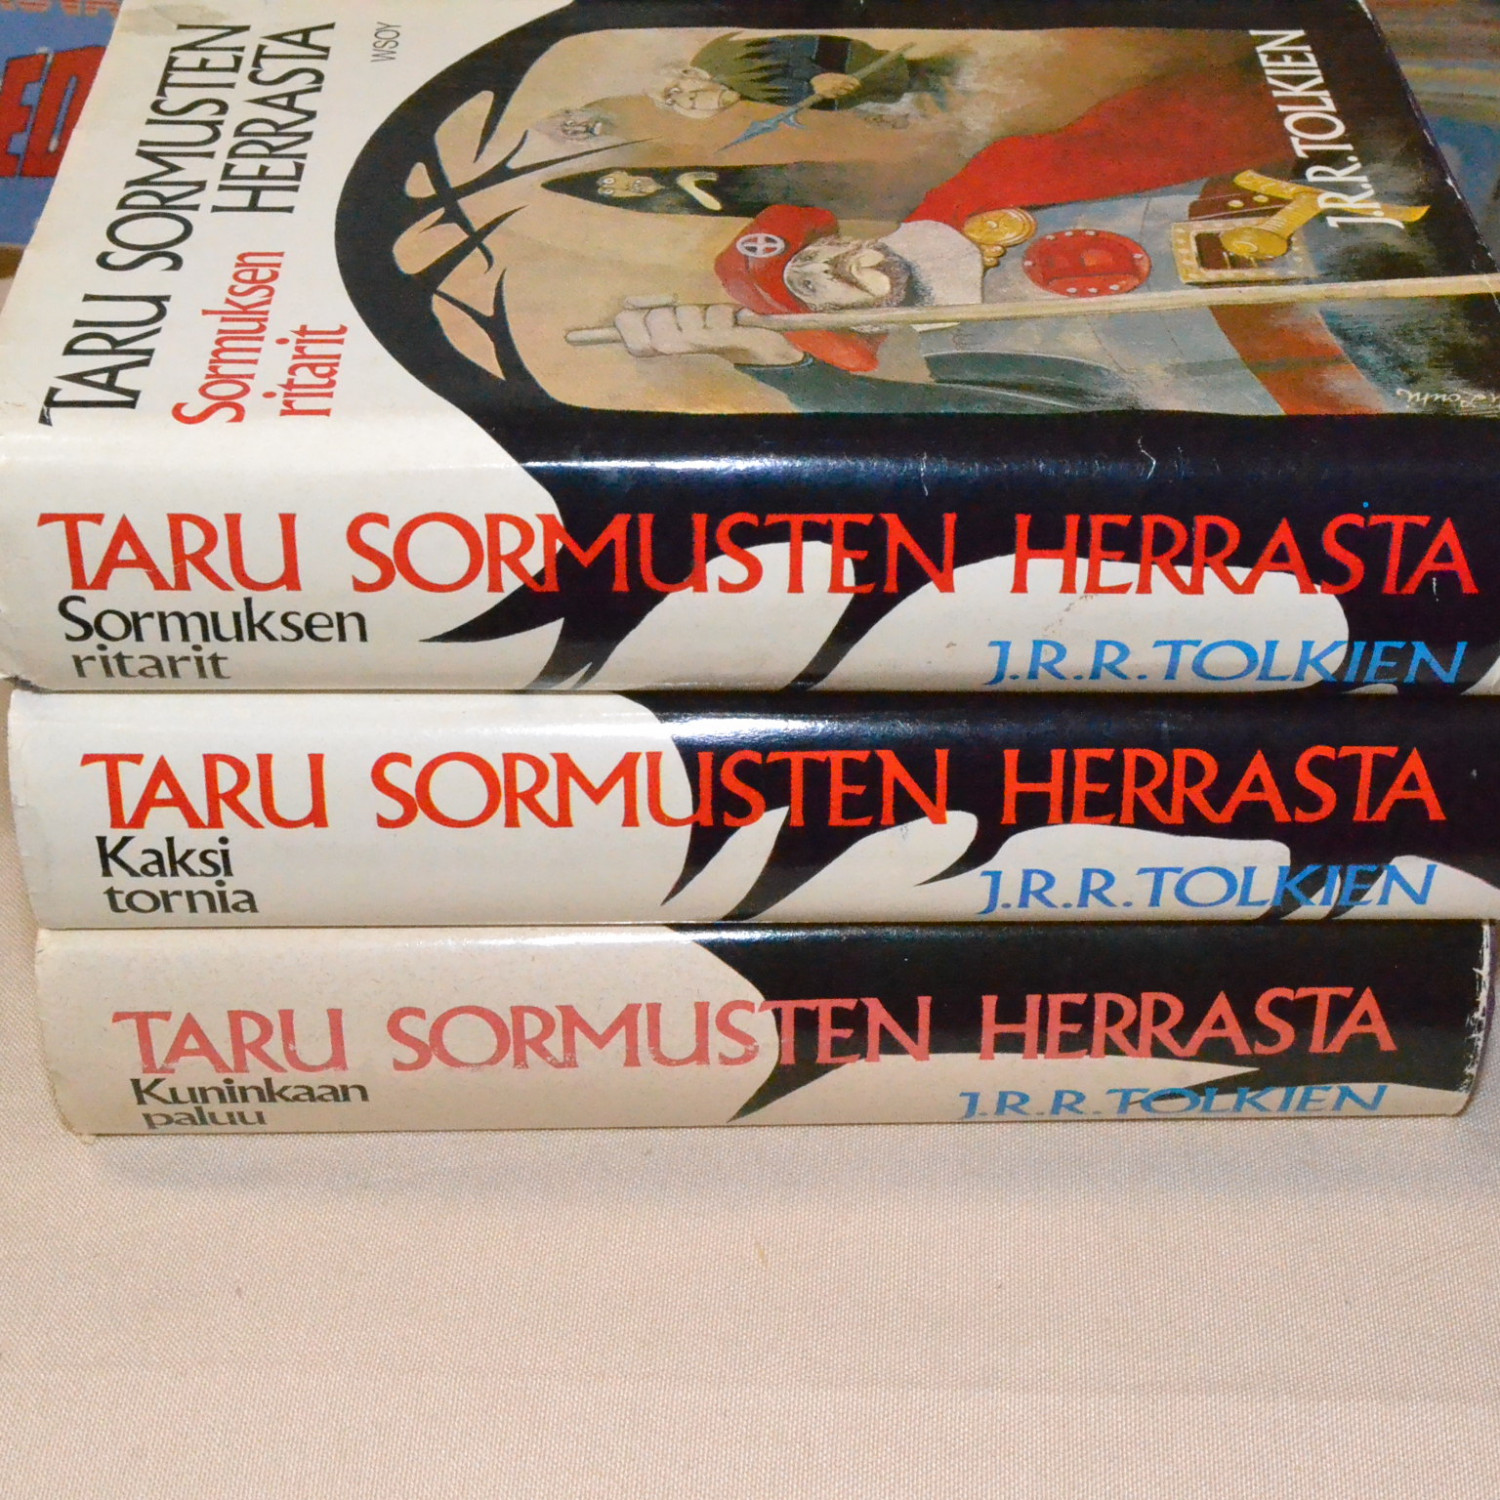 TARU SORMUSTEN
HERRASTA
Sormuksen
ritarit
WSOY
J.R.R.TOLKIEN
TARU SORMUSTEN HERRASTA
Sormuksen
ritarit
J.R.R.TOLKIEN
TARU SORMUSTEN HERRASTA
Kaksi
tornia
J.R.R.TOLKIEN
TARU SORMUSTEN HERRASTA
Kuninkaan
paluu
J.R.R.TOLKIEN